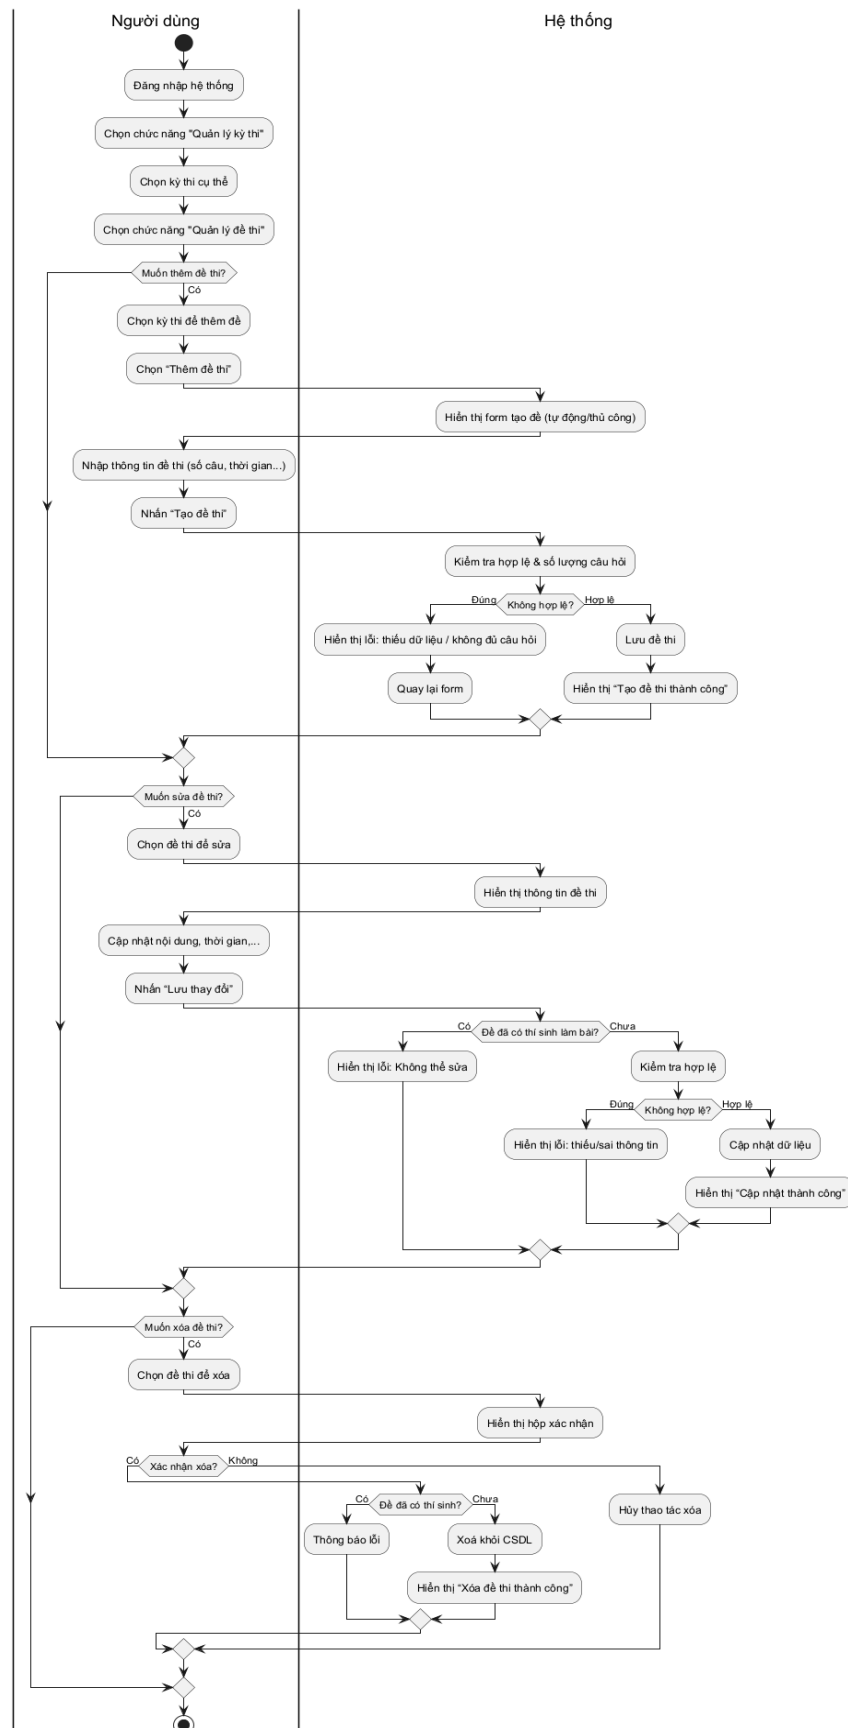 Người dùng
Hệ thống
Đăng nhập hệ thống
Chọn chức năng "Quản lý kỳ thi"
Chọn kỳ thi cụ thể
Chọn chức năng "Quản lý đề thi"
Muốn thêm đề thi?
Có
Chọn kỳ thi để thêm đề
Chọn “Thêm đề thi”
Hiển thị form tạo đề (tự động/thủ công)
Nhập thông tin đề thi (số câu, thời gian...)
Nhấn “Tạo đề thi”
Kiểm tra hợp lệ & số lượng câu hỏi
Đúng
Không hợp lệ?
Hợp lệ
Hiển thị lỗi: thiếu dữ liệu / không đủ câu hỏi
Lưu đề thi
Quay lại form
Hiển thị “Tạo đề thi thành công”
Muốn sửa đề thi?
Có
Chọn đề thi để sửa
Hiển thị thông tin đề thi
Cập nhật nội dung, thời gian,...
Nhấn “Lưu thay đổi”
Có
Đề đã có thí sinh làm bài?
Chưa
Hiển thị lỗi: Không thể sửa
Kiểm tra hợp lệ
Đúng
Không hợp lệ?
Hợp lệ
Hiển thị lỗi: thiếu/sai thông tin
Cập nhật dữ liệu
Hiển thị “Cập nhật thành công”
Muốn xóa đề thi?
Có
Chọn đề thi để xóa
Hiển thị hộp xác nhận
Có
Xác nhận xóa?
Không
Có
Đề đã có thí sinh?
Chưa
Hủy thao tác xóa
Thông báo lỗi
Xoá khỏi CSDL
Hiển thị “Xóa đề thi thành công”